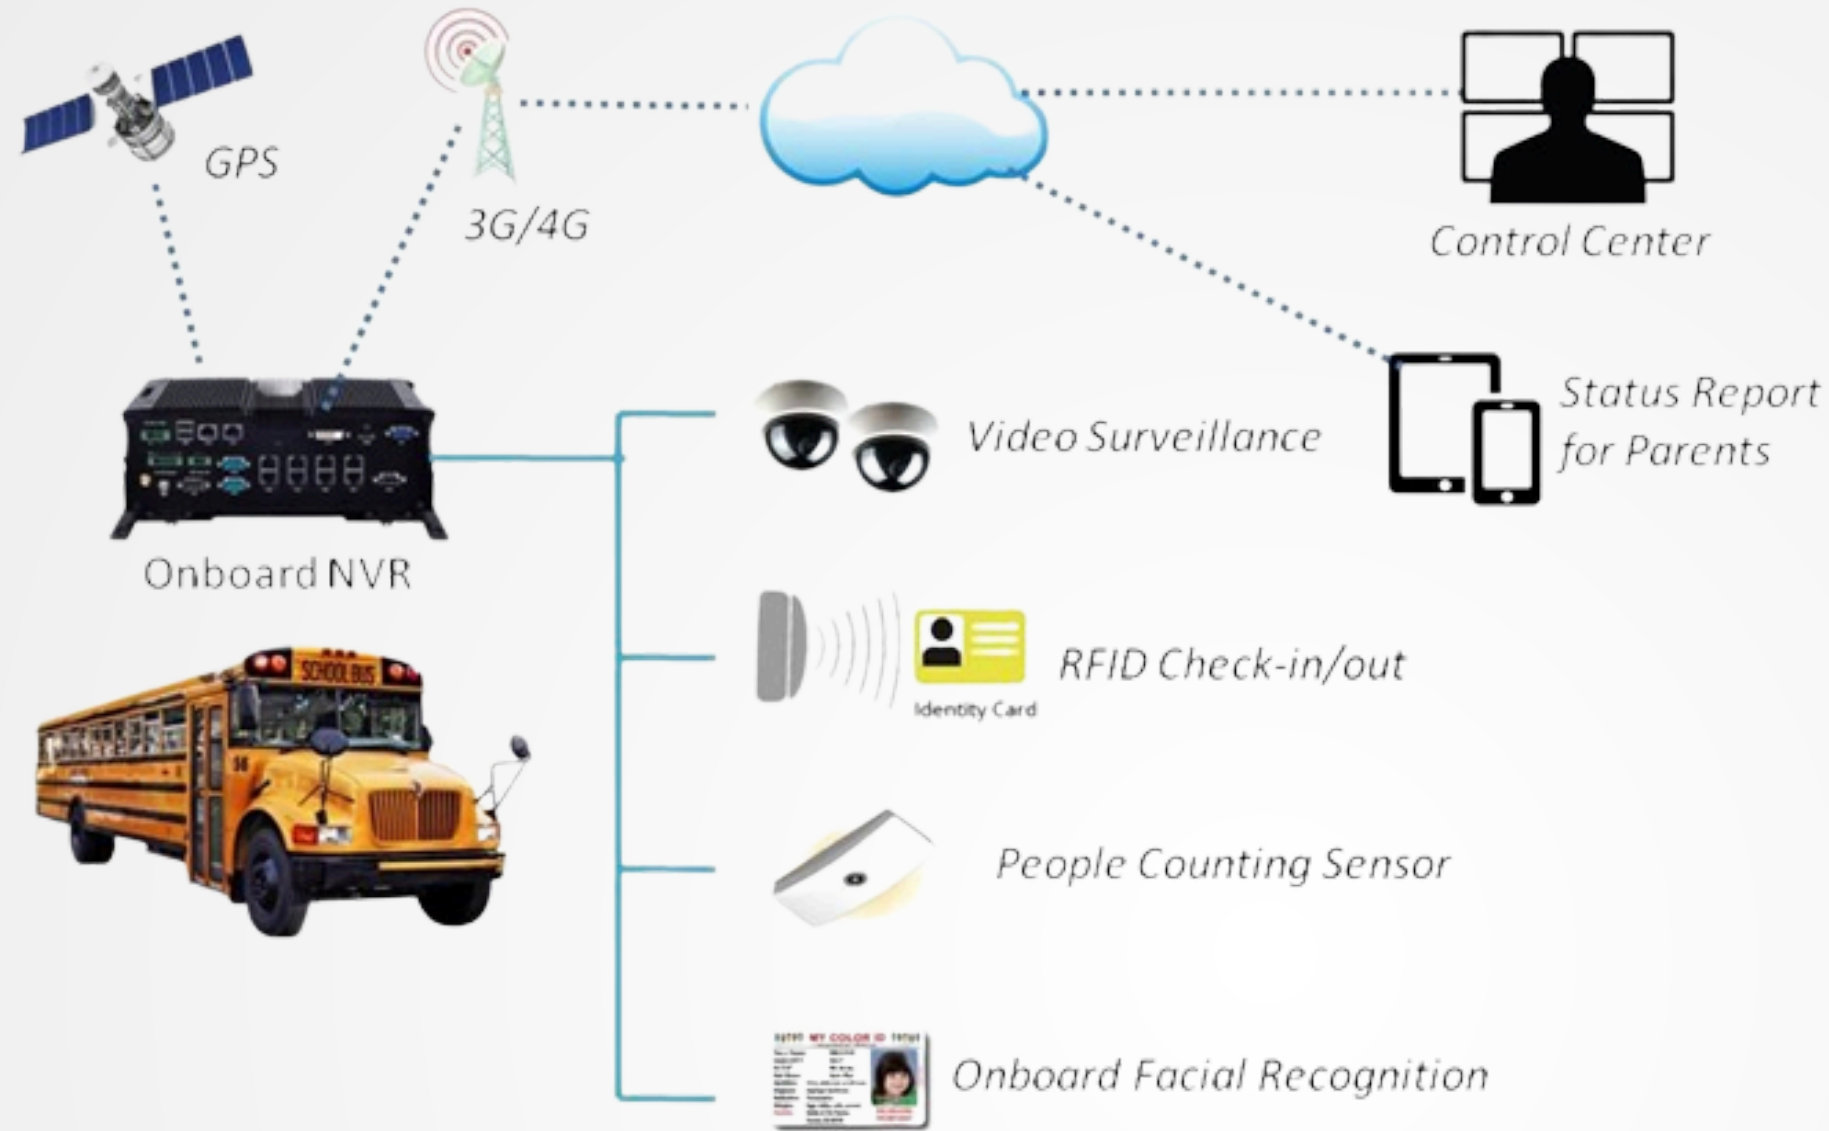 GPS
3G/4G
Control Center
Status Report
for Parents
Video Surveillance
Onboard NVR
RFID Check-in/out
Identity Card
SCHOOL BUS
People Counting Sensor
MY COLOR ID
Onboard Facial Recognition